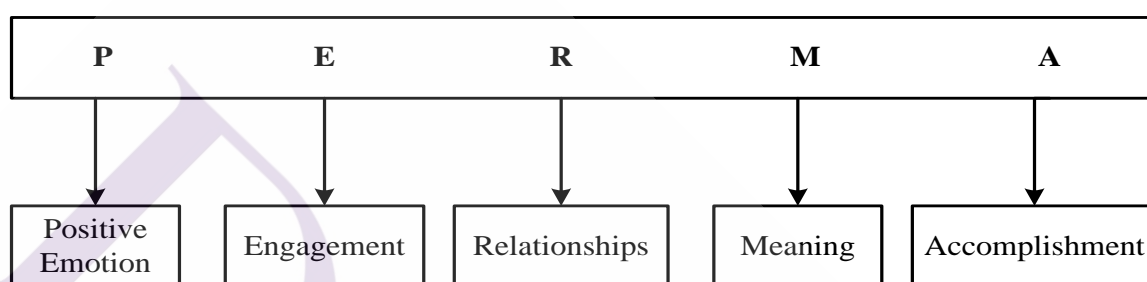 P E R M A
Positive
Emotion
Engagement
Relationships
Meaning
Accomplishment